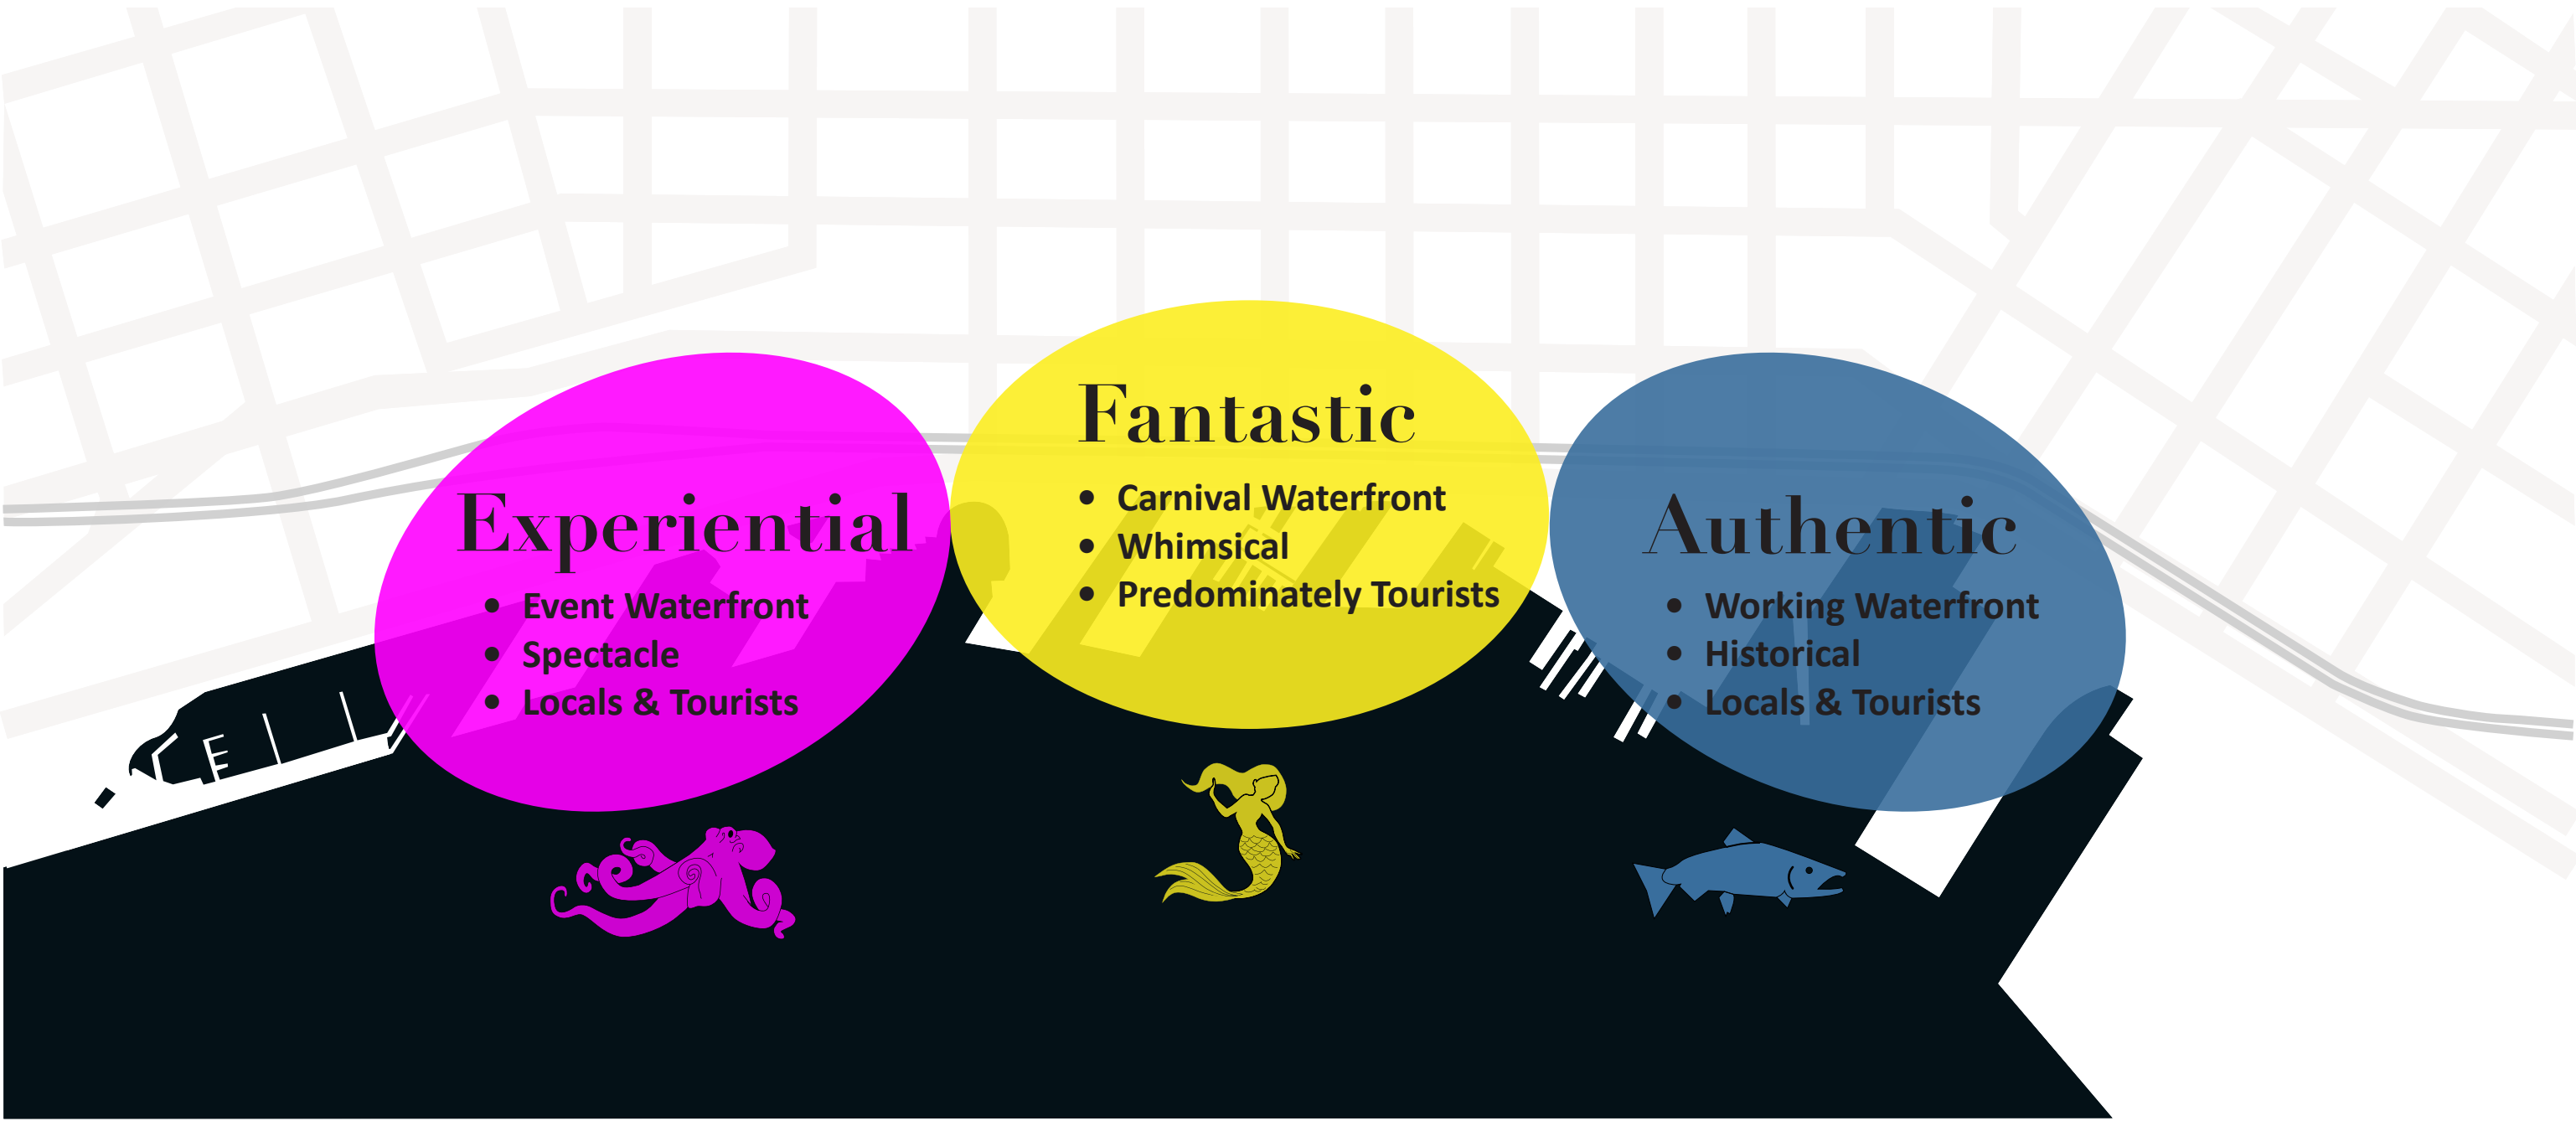 Experiential
• Event Waterfront
• Spectacle
• Locals & Tourists
Fantastic
• Carnival Waterfront
• Whimsical
• Predominately Tourists
Authentic
• Working Waterfront
• Historical
• Locals & Tourists